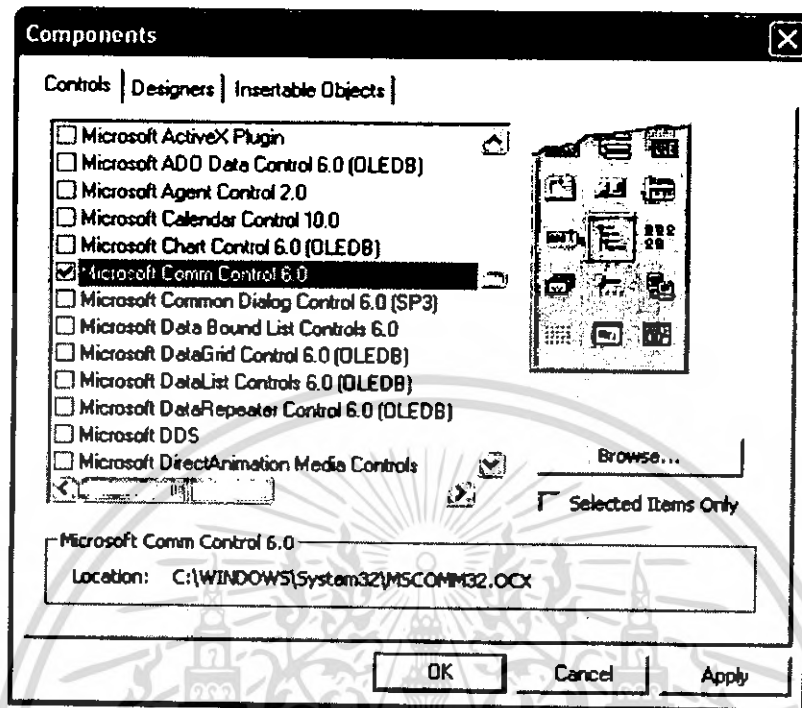 Components
Controls Designers Insertable Objects
Microsoft ActiveX Plugin
Microsoft ADO Data Control 6.0 (OLEDB)
Microsoft Agent Control 2.0
Microsoft Calendar Control 10.0
Microsoft Chart Control 6.0 (OLEDB)
Microsoft Comm Control 6.0
Microsoft Common Dialog Control 6.0 (SP3)
Microsoft Data Bound List Controls 6.0
Microsoft DataGrid Control 6.0 (OLEDB)
Microsoft DataList Controls 6.0 (OLEDB)
Microsoft DataRepeater Control 6.0 (OLEDB)
Microsoft DDS
Microsoft DirectAnimation Media Controls
Browse...
Selected Items Only
Microsoft Comm Control 6.0
Location: C:\WINDOWS\System32\MSCOMM32.OCX
OK Cancel Apply